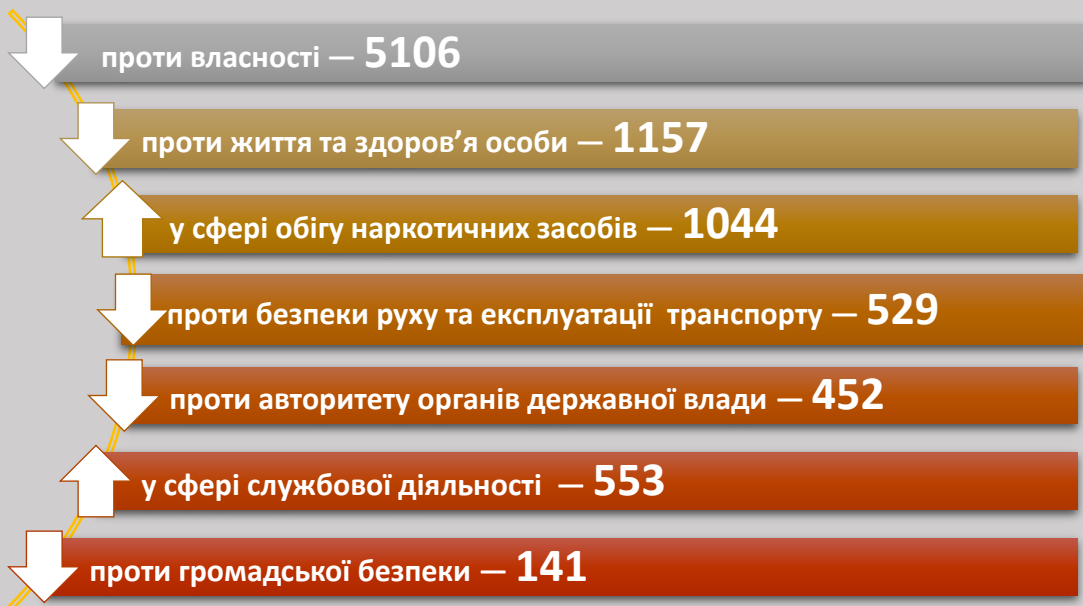 проти власності — 5106
проти життя та здоров’я особи — 1157
у сфері обігу наркотичних засобів — 1044
проти безпеки руху та експлуатації транспорту — 529
проти авторитету органів державної влади — 452
у сфері службової діяльності — 553
проти громадської безпеки — 141